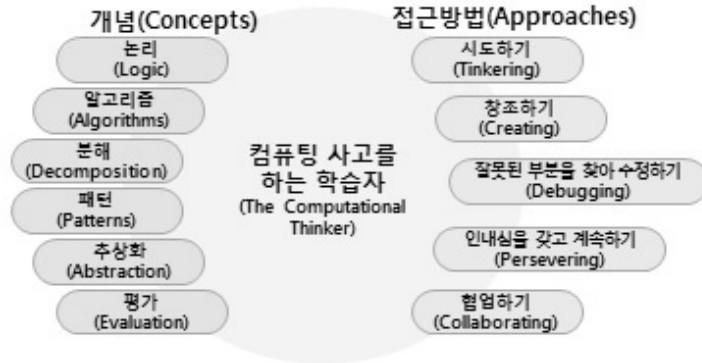 개념(Concepts)
논리
(Logic)
알고리즘
(Algorithms)
분해
(Decomposition)
패턴
(Patterns)
추상화
(Abstraction)
평가
(Evaluation)
컴퓨팅 사고를
하는 학습자
(The Computational
Thinker)
접근방법(Approaches)
시도하기
(Tinkering)
창조하기
(Creating)
잘못된 부분을 찾아 수정하기
(Debugging)
인내심을 갖고 계속하기
(Persevering)
협업하기
(Collaborating)